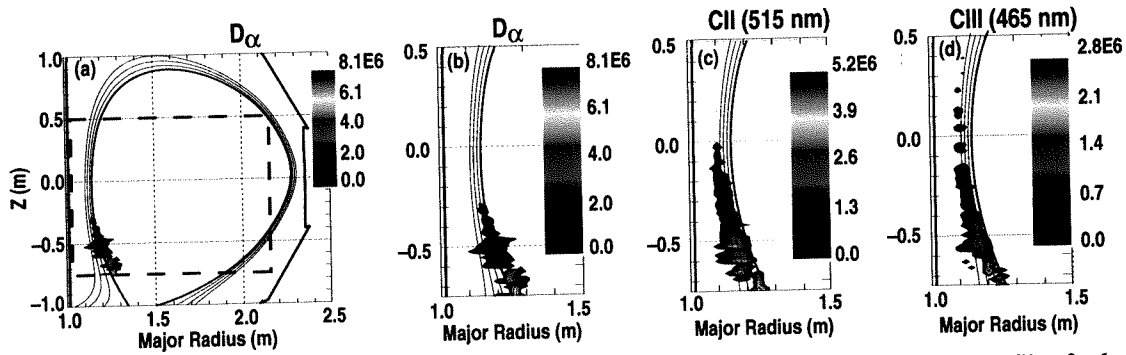 Dα
(a)
8.1E6
6.1
4.0
2.0
0.0
Z (m)
1.0
0.5
0.0
−0.5
−1.0
1.0
1.5
2.0
2.5
Major Radius (m)
Dα
(b)
8.1E6
6.1
4.0
2.0
0.0
0.5
0.0
−0.5
1.0
1.5
Major Radius (m)
CII (515 nm)
(c)
5.2E6
3.9
2.6
1.3
0.0
0.5
0.0
−0.5
1.0
1.5
Major Radius (m)
CIII (465 nm)
(d)
2.8E6
2.1
1.4
0.7
0.0
0.5
0.0
−0.5
1.0
1.5
Major Radius (m)